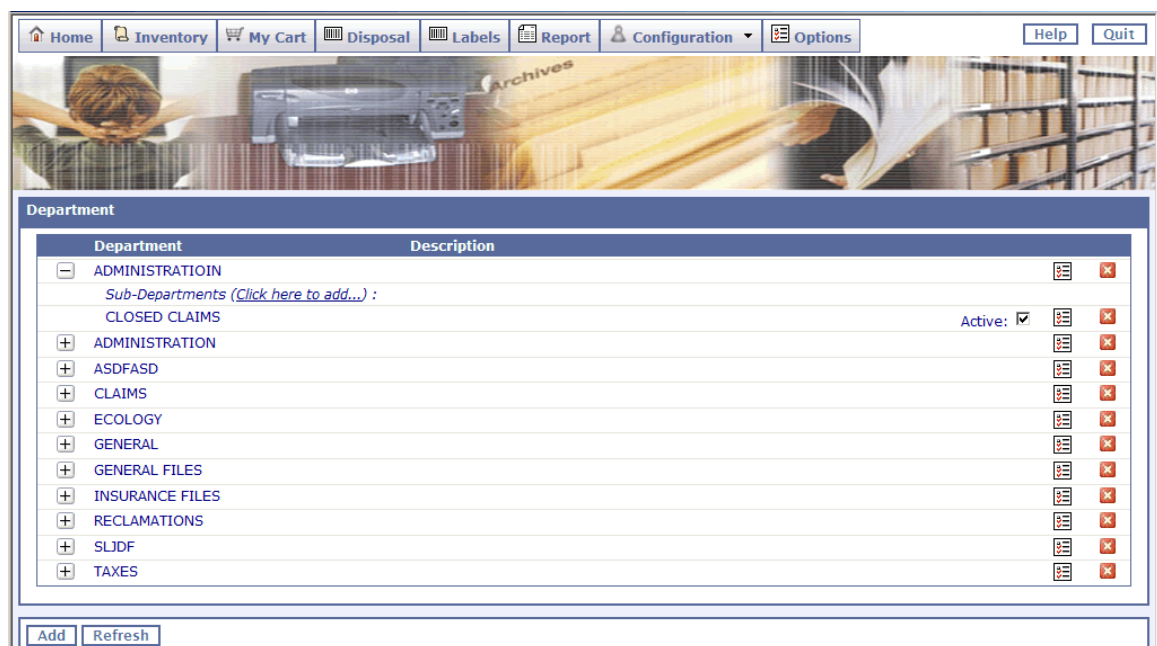 Home Inventory My Cart Disposal Labels Report Configuration Options Help Quit
Archives
Department
Department Description
ADMINISTRATIOIN
Sub-Departments (Click here to add...) :
CLOSED CLAIMS Active:
ADMINISTRATION
ASDFASD
CLAIMS
ECOLOGY
GENERAL
GENERAL FILES
INSURANCE FILES
RECLAMATIONS
SLJDF
TAXES
Add Refresh